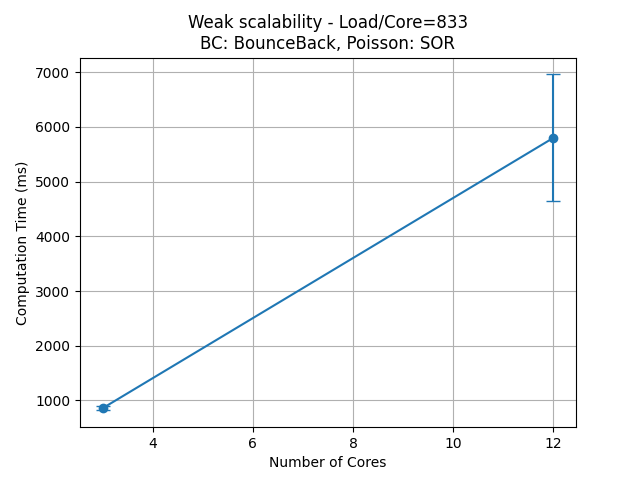 Weak scalability - Load/Core=833
BC: BounceBack, Poisson: SOR
7000
6000
5000
4000
3000
2000
1000
Computation Time (ms)
4 6 8 10 12
Number of Cores